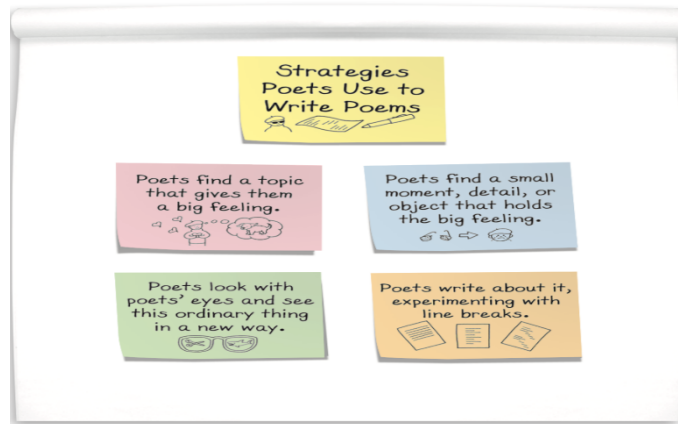 Strategies
Poets Use to
Write Poems
Poets find a topic
that gives them
a big feeling.
Poets find a small
moment, detail, or
object that holds
the big feeling.
Poets look with
poets' eyes and see
this ordinary thing
in a new way.
Poets write about it,
experimenting with
line breaks.